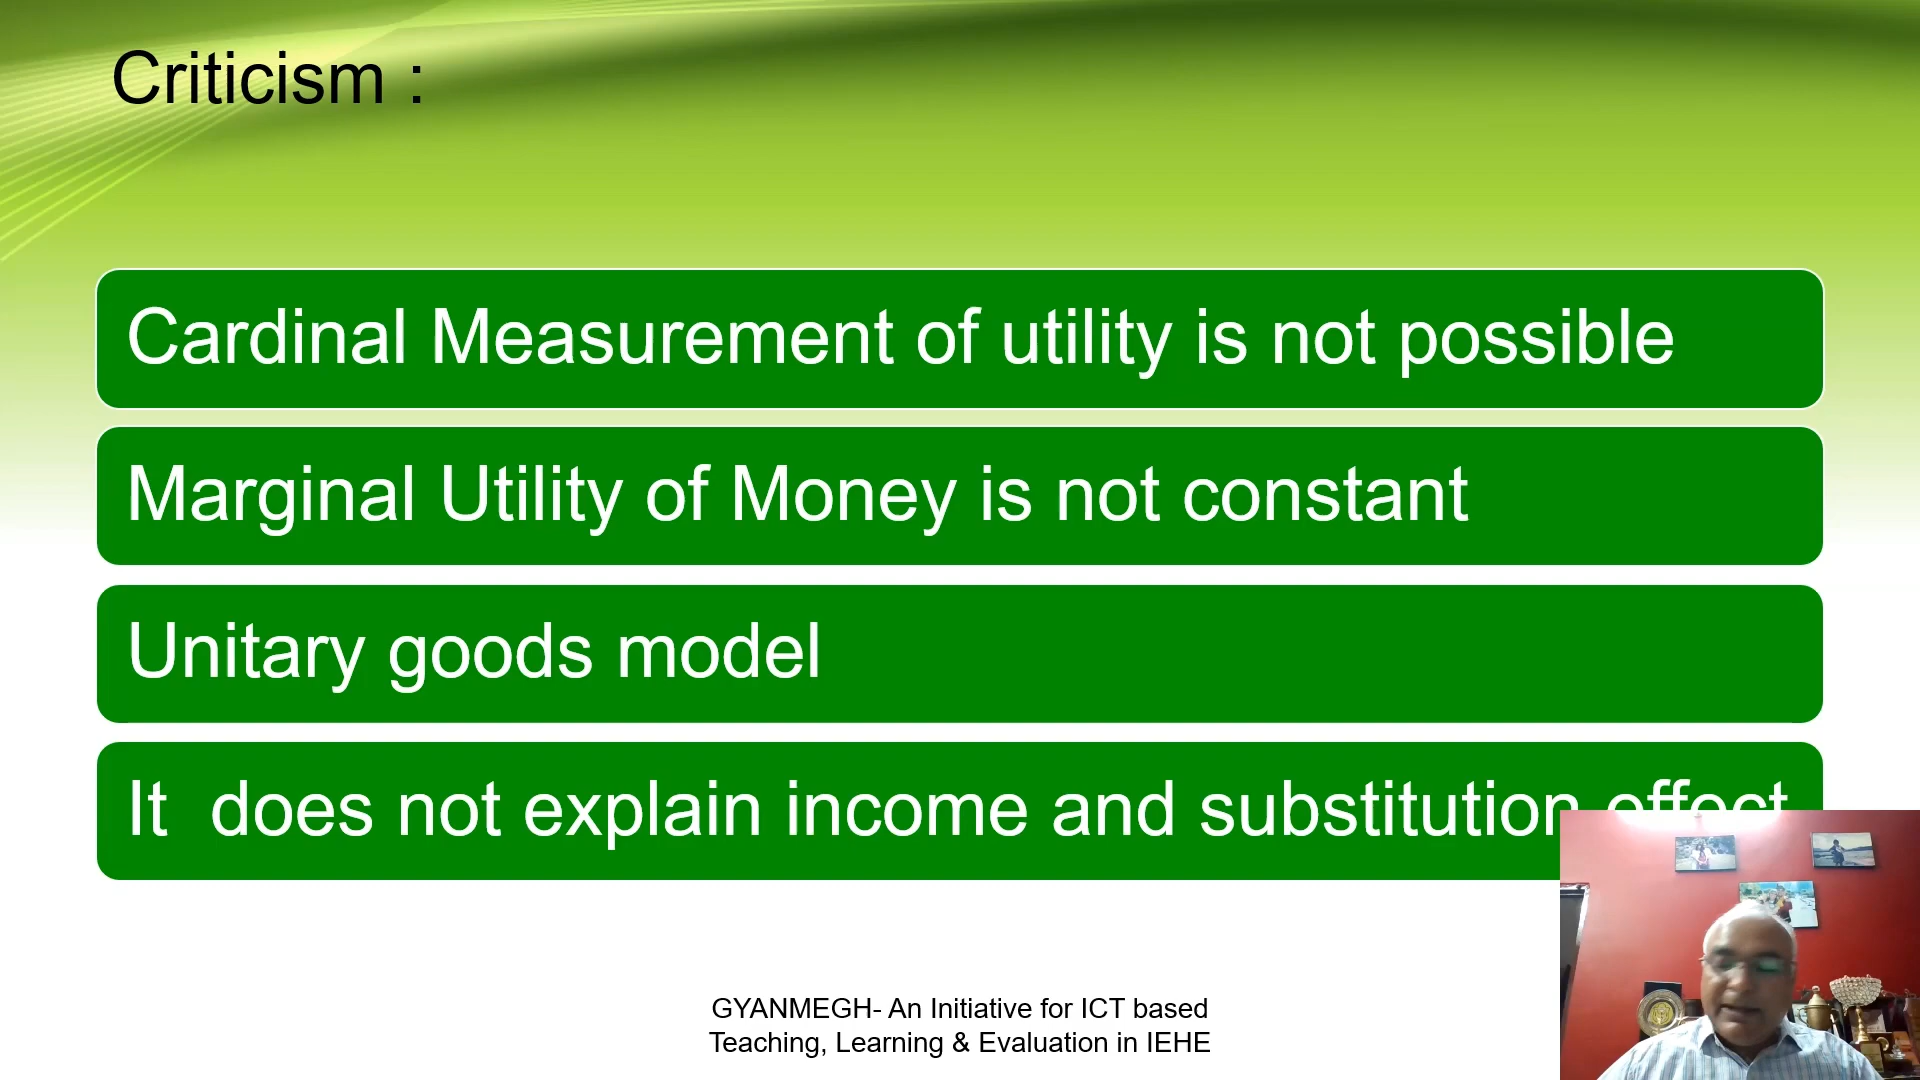 Criticism :
Cardinal Measurement of utility is not possible
Marginal Utility of Money is not constant
Unitary goods model
It  does not explain income and substitution effect
GYANMEGH- An Initiative for ICT based
Teaching, Learning & Evaluation in IEHE